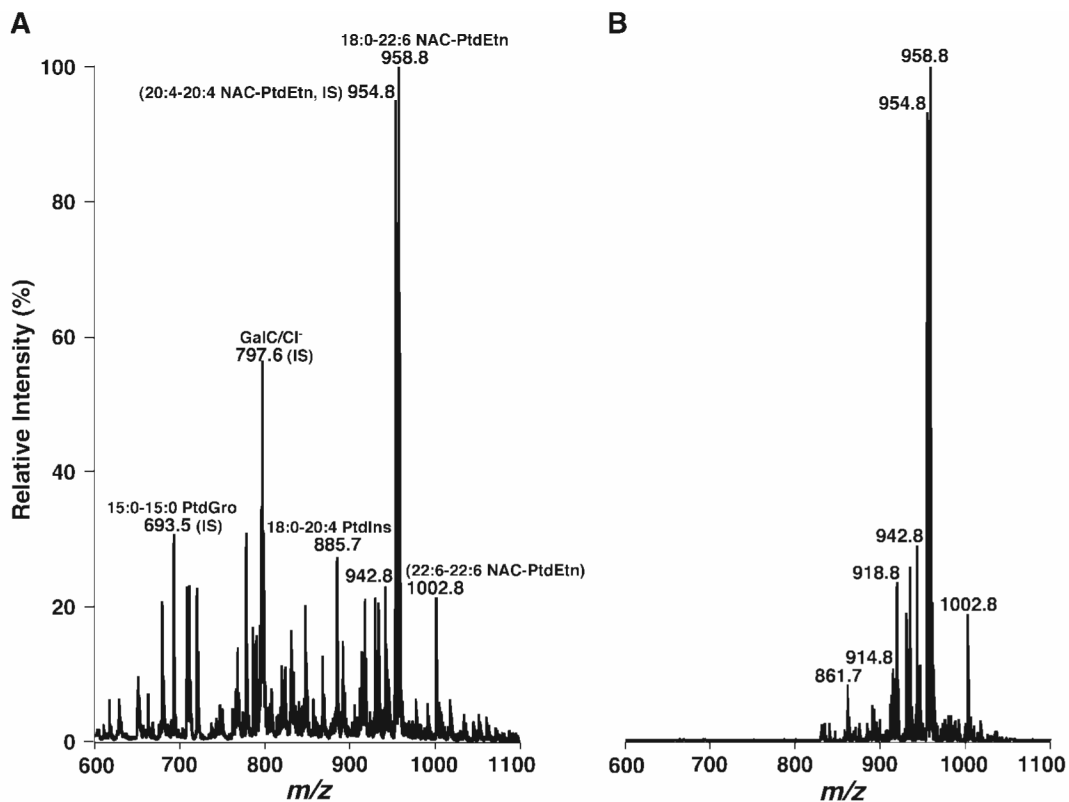 A
B
18:0-22:6 NAC-PtdEtn
958.8
(20:4-20:4 NAC-PtdEtn, IS) 954.8
GalC/Cl-
797.6 (IS)
15:0-15:0 PtdGro
693.5 (IS)
18:0-20:4 PtdIns
885.7
942.8
(22:6-22:6 NAC-PtdEtn)
1002.8
Relative Intensity (%)
100
80
60
40
20
0
600 700 800 900 1000 1100
m/z
958.8
954.8
942.8
918.8
914.8
861.7
1002.8
600 700 800 900 1000 1100
m/z